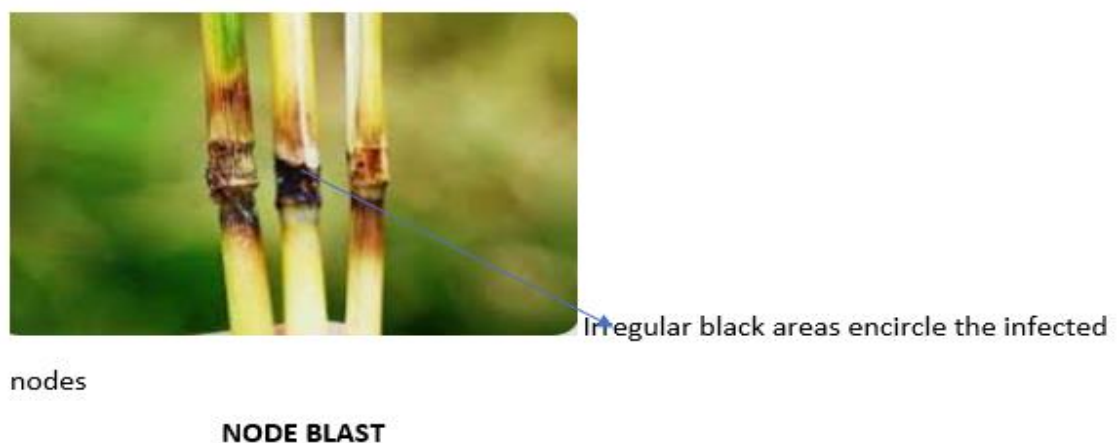 Irregular black areas encircle the infected
nodes
NODE BLAST